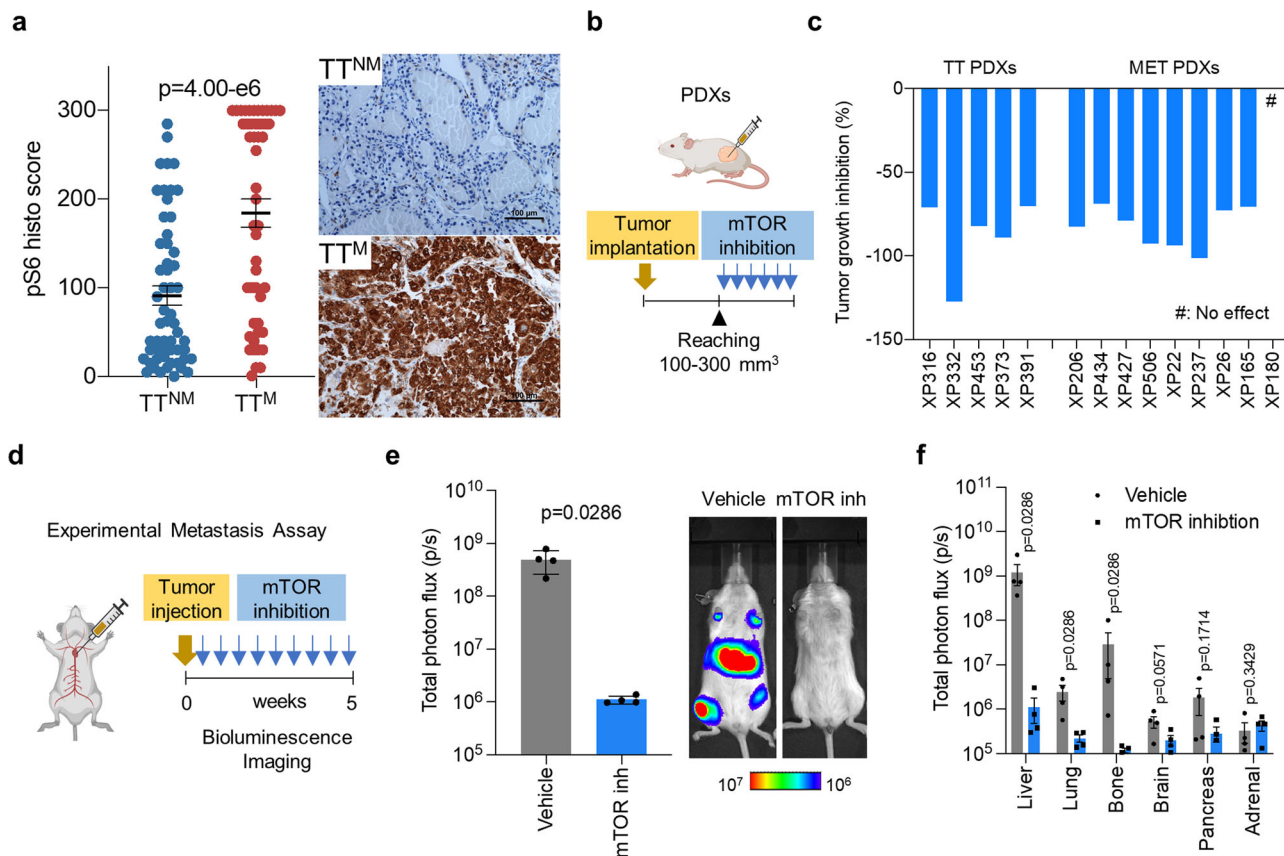 a
p=4.00-e6
pS6 histo score
300
200
100
0
TTNM
TTM
TTNM
100 µm
TTM
100 µm
b
PDXs
Tumor
implantation
mTOR
inhibition
Reaching
100-300 mm3
c
TT PDXs
MET PDXs
Tumor growth inhibition (%)
0
-50
-100
-150
#
#: No effect
XP316
XP332
XP453
XP373
XP391
XP206
XP434
XP427
XP506
XP22
XP237
XP26
XP165
XP180
d
Experimental Metastasis Assay
Tumor
injection
mTOR
inhibition
0 weeks 5
Bioluminescence
Imaging
e
Total photon flux (p/s)
10^10
10^9
10^8
10^7
10^6
10^5
p=0.0286
Vehicle
mTOR inh
Vehicle mTOR inh
10^7
10^6
f
Total photon flux (p/s)
10^11
10^10
10^9
10^8
10^7
10^6
10^5
Vehicle
mTOR inhibtion
p=0.0286
p=0.0286
p=0.0286
p=0.0571
p=0.1714
p=0.3429
Liver
Lung
Bone
Brain
Pancreas
Adrenal